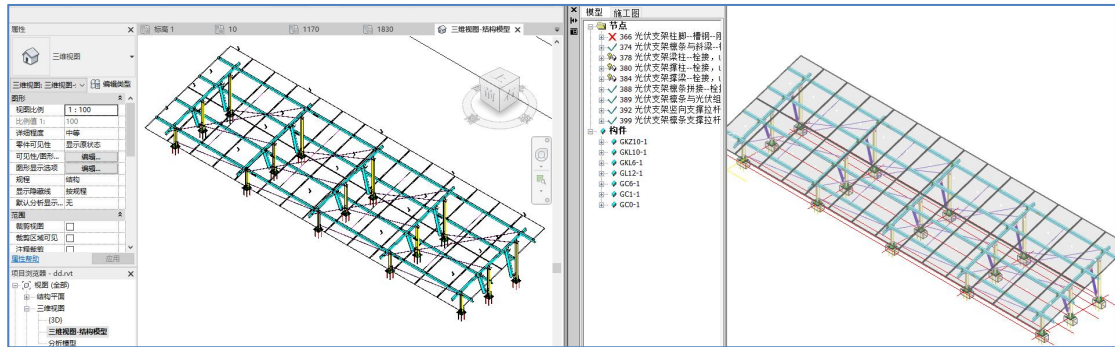 属性
三维视图
三维视图: 三维视图
编辑类型
图形
视图比例
1 : 100
比例值 1:
100
详细程度
中等
零件可见性
显示原状态
可见性/图形...
编辑...
图形显示选项
编辑...
规程
结构
显示隐藏线
按规程
默认分析显示...
无
范围
裁剪视图
裁剪区域可见
注释裁剪
属性帮助
应用
项目浏览器 - dd.rvt
视图 (全部)
结构平面
三维视图
{3D}
三维视图-结构模型
分析模型
标高 1
10
1170
1830
三维视图-结构模型
模型
施工图
节点
366 光伏支架柱脚--槽钢--刚
374 光伏支架檩条与斜梁--
378 光伏支架梁柱--栓接,
380 光伏支架撑柱--栓接,
384 光伏支架撑梁--栓接,
388 光伏支架檩条拼接--栓
389 光伏支架檩条与光伏组
392 光伏支架竖向支撑拉杆
399 光伏支架檩条支撑拉杆
构件
GKZ10-1
GKL10-1
GKL6-1
GL12-1
GC6-1
GC1-1
GC0-1